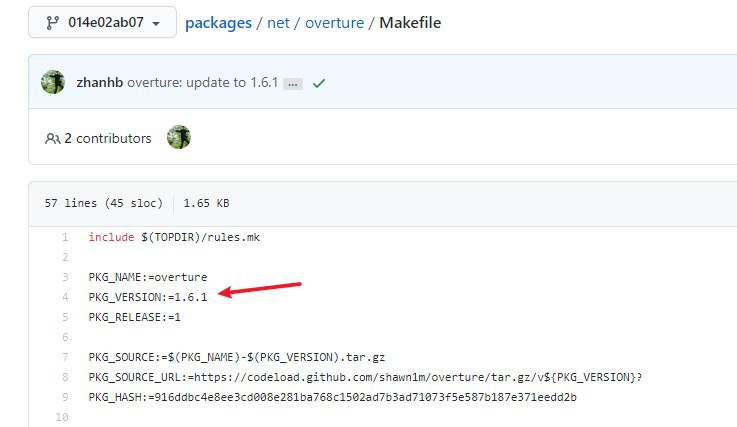 014e02ab07 packages / net / overture / Makefile
zhanhb overture: update to 1.6.1 ...
2 contributors
57 lines (45 sloc) 1.65 KB
1 include $(TOPDIR)/rules.mk
2
3 PKG_NAME:=overture
4 PKG_VERSION:=1.6.1
5 PKG_RELEASE:=1
6
7 PKG_SOURCE:=$(PKG_NAME)-$(PKG_VERSION).tar.gz
8 PKG_SOURCE_URL:=https://codeload.github.com/shawn1m/overture/tar.gz/v${PKG_VERSION}?
9 PKG_HASH:=916ddbc4e8ee3cd008e281ba768c1502ad7b3ad71073f5e587b187e371eedd2b
10